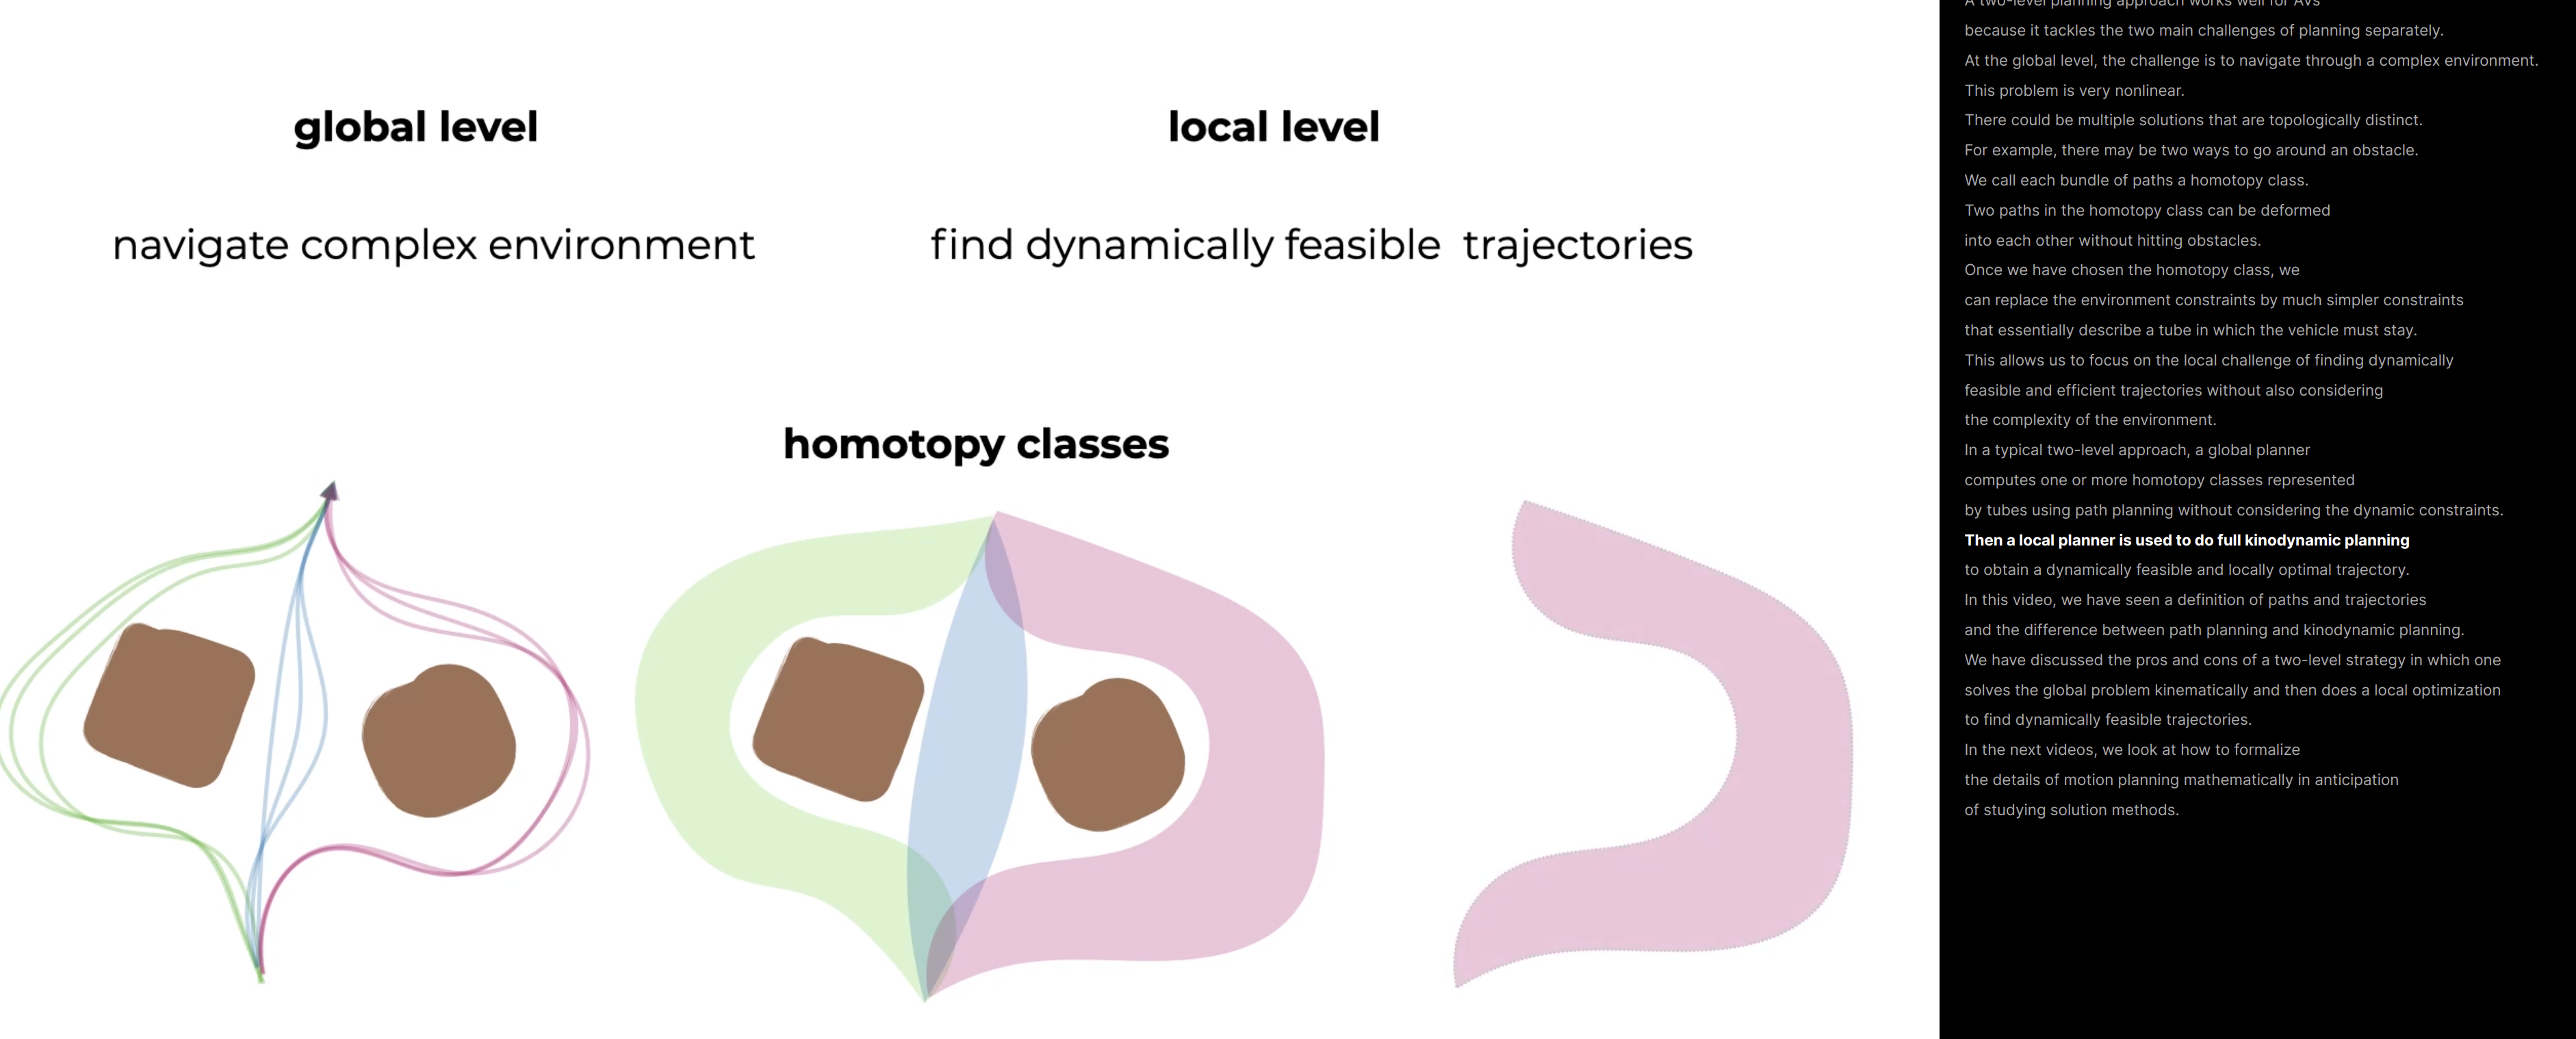 global level
local level
navigate complex environment
find dynamically feasible trajectories
homotopy classes
A two-level planning approach works well for AVs
because it tackles the two main challenges of planning separately.
At the global level, the challenge is to navigate through a complex environment.
This problem is very nonlinear.
There could be multiple solutions that are topologically distinct.
For example, there may be two ways to go around an obstacle.
We call each bundle of paths a homotopy class.
Two paths in the homotopy class can be deformed
into each other without hitting obstacles.
Once we have chosen the homotopy class, we
can replace the environment constraints by much simpler constraints
that essentially describe a tube in which the vehicle must stay.
This allows us to focus on the local challenge of finding dynamically
feasible and efficient trajectories without also considering
the complexity of the environment.
In a typical two-level approach, a global planner
computes one or more homotopy classes represented
by tubes using path planning without considering the dynamic constraints.
Then a local planner is used to do full kinodynamic planning
to obtain a dynamically feasible and locally optimal trajectory.
In this video, we have seen a definition of paths and trajectories
and the difference between path planning and kinodynamic planning.
We have discussed the pros and cons of a two-level strategy in which one
solves the global problem kinematically and then does a local optimization
to find dynamically feasible trajectories.
In the next videos, we look at how to formalize
the details of motion planning mathematically in anticipation
of studying solution methods.